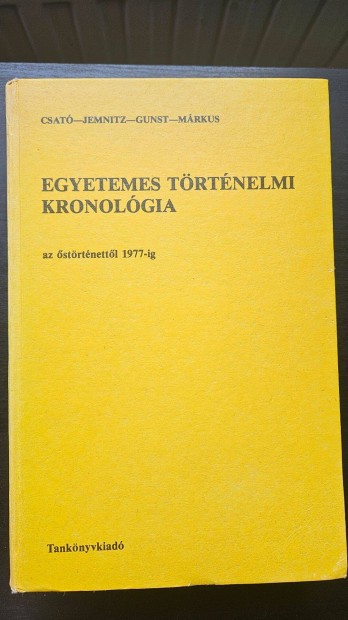 CSATÓ—JEMNITZ—GUNST—MÁRKUS
EGYETEMES TÖRTÉNELMI
KRONOLÓGIA
az őstörténettől 1977-ig
Tankönyvkiadó